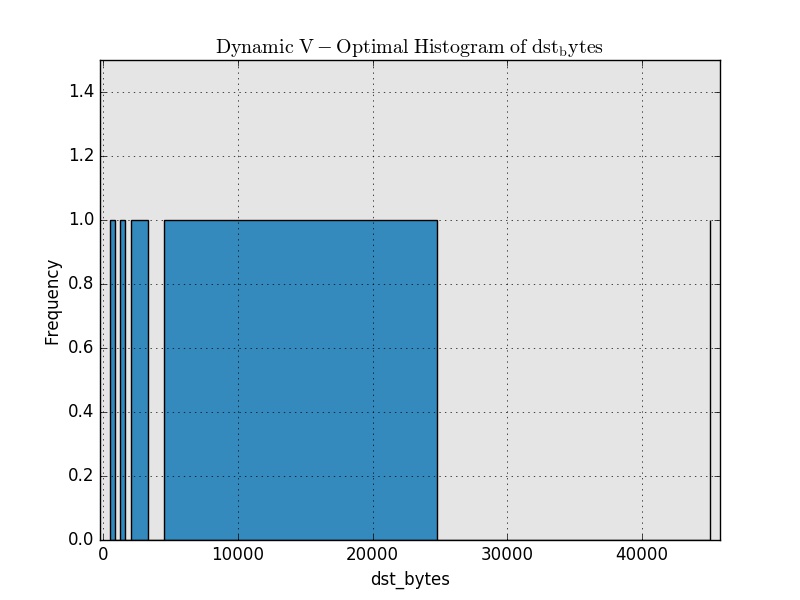 Dynamic V − Optimal Histogram of dst_bytes
1.4
1.2
1.0
0.8
0.6
0.4
0.2
0.0
Frequency
0 10000 20000 30000 40000
dst_bytes